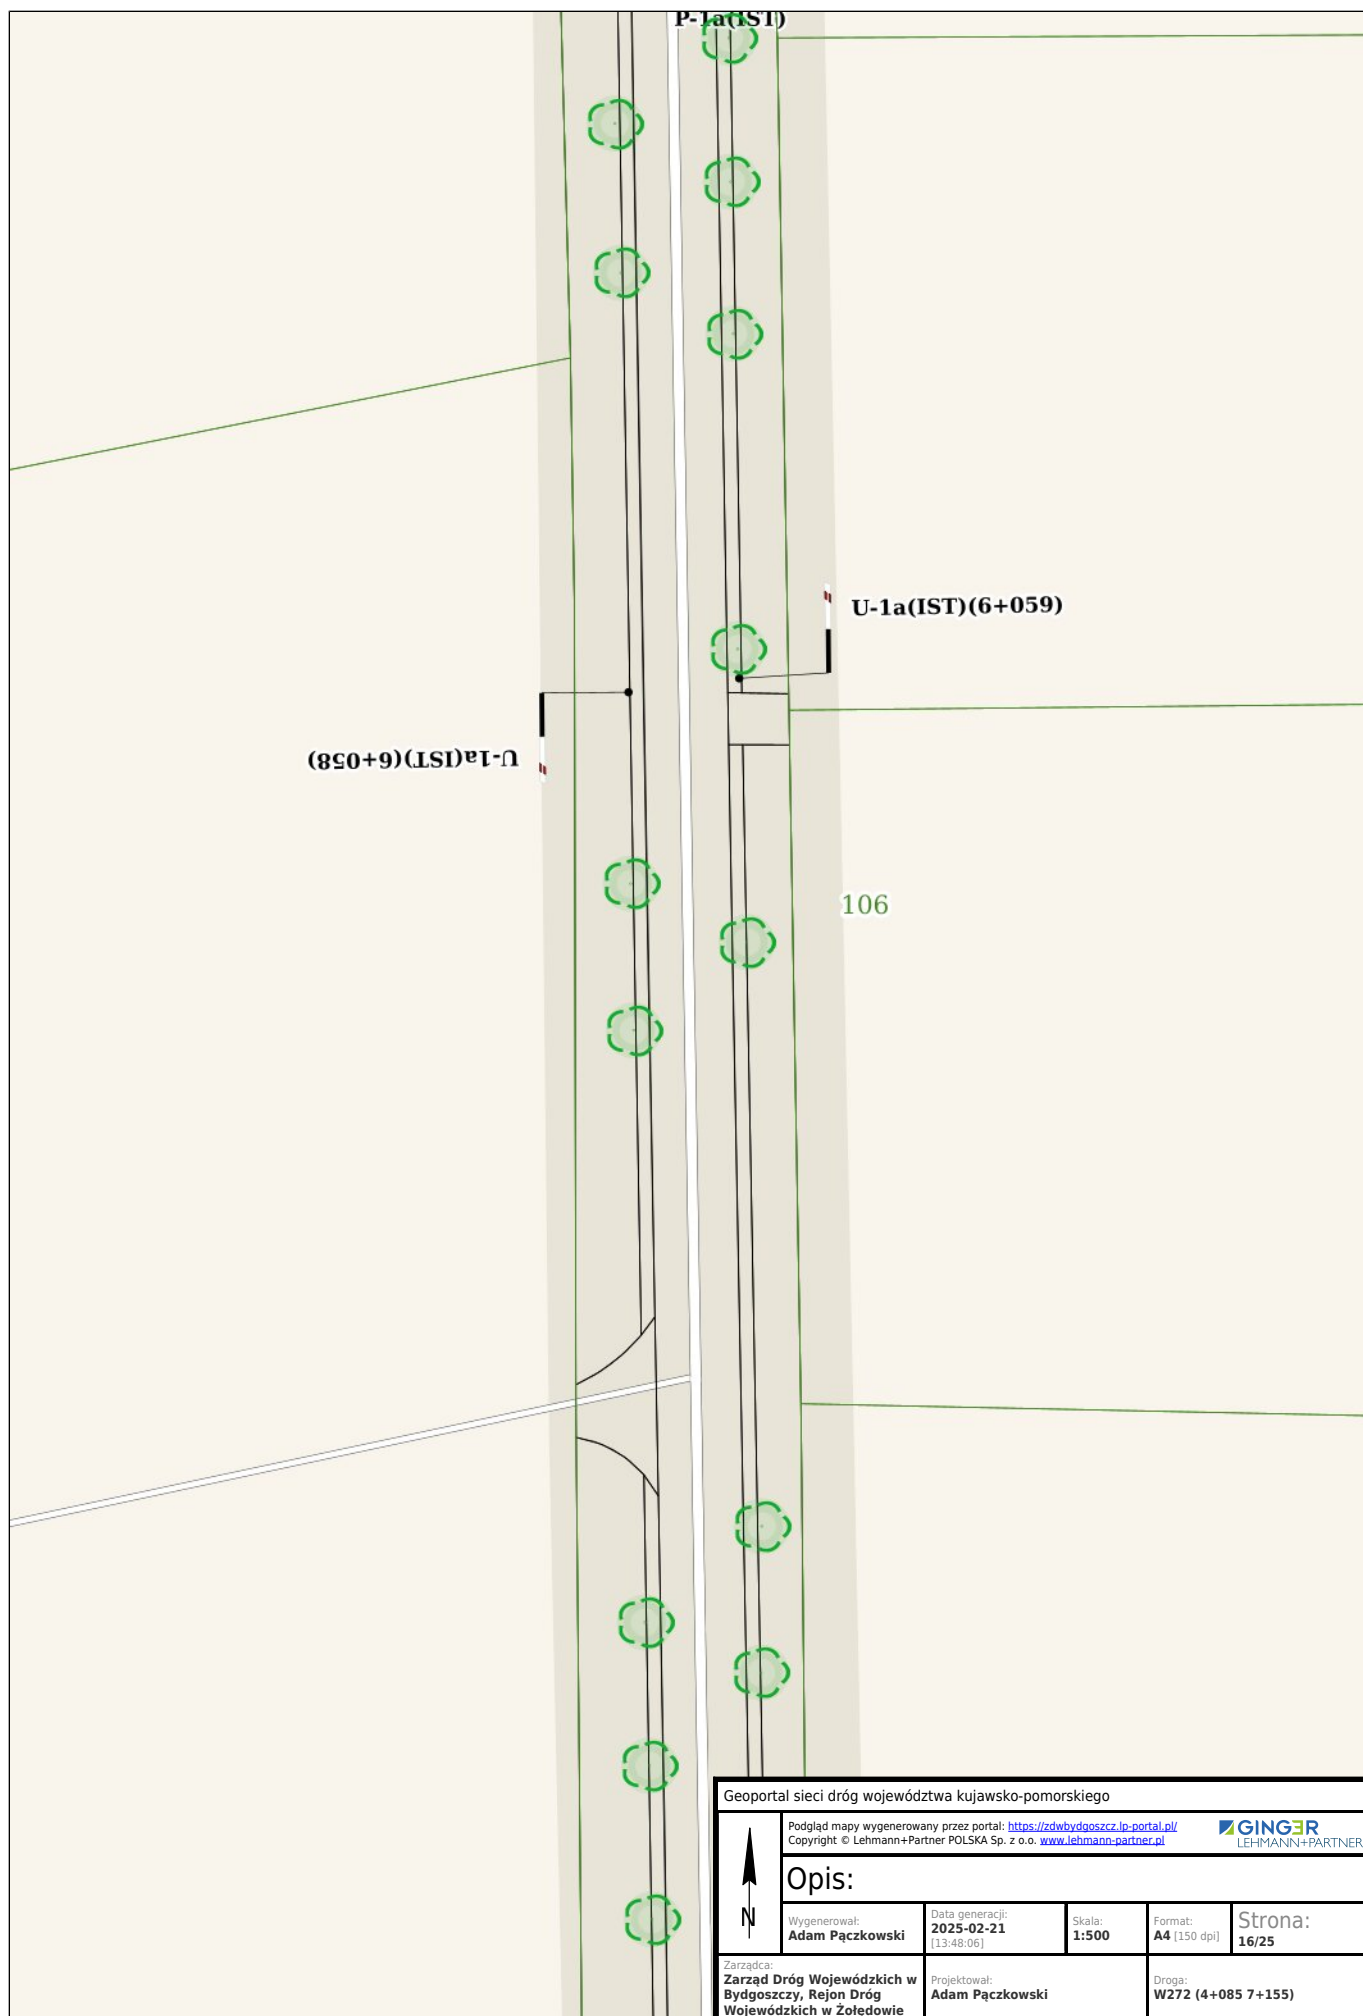 P-1a(IST)
U-1a(IST)(6+059)
U-1a(IST)(6+058)
106
Geoportal sieci dróg województwa kujawsko-pomorskiego
Podgląd mapy wygenerowany przez portal: https://zdwbydgoszcz.lp-portal.pl/
Copyright © Lehmann+Partner POLSKA Sp. z o.o. www.lehmann-partner.pl
GINGER
LEHMANN+PARTNER
Opis:
N
Wygenerował:
Adam Pączkowski
Data generacji:
2025-02-21
[13:48:06]
Skala:
1:500
Format:
A4 [150 dpi]
Strona:
16/25
Zarządca:
Zarząd Dróg Wojewódzkich w
Bydgoszczy, Rejon Dróg
Wojewódzkich w Żołędowie
Projektował:
Adam Pączkowski
Droga:
W272 (4+085 7+155)